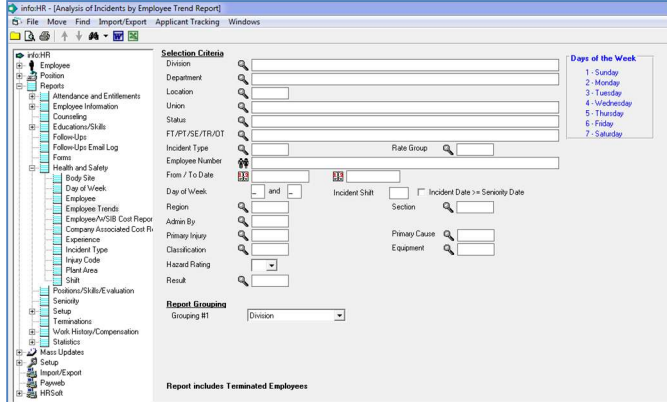 info:HR - [Analysis of Incidents by Employee Trend Report]
File Move Find Import/Export Applicant Tracking Windows
info:HR
Employee
Position
Reports
Attendance and Entitlements
Employee Information
Counseling
Educations/Skills
Follow-Ups
Follow-Ups Email Log
Forms
Health and Safety
Body Site
Day of Week
Employee
Employee Trends
Employee/WSIB Cost Repor
Company Associated Cost R
Experience
Incident Type
Injury Code
Plant Area
Shift
Positions/Skills/Evaluation
Seniority
Setup
Terminations
Work History/Compensation
Statistics
Mass Updates
Setup
Import/Export
Payweb
HRSoft
Selection Criteria
Division
Department
Location
Union
Status
FT/PT/SE/TR/OT
Incident Type Rate Group
Employee Number
From / To Date
Day of Week _ and _ Incident Shift Incident Date >= Seniority Date
Region Section
Admin By
Primary Injury Primary Cause
Classification Equipment
Hazard Rating
Result
Report Grouping
Grouping #1 Division
Report includes Terminated Employees
Days of the Week
1 - Sunday
2 - Monday
3 - Tuesday
4 - Wednesday
5 - Thursday
6 - Friday
7 - Saturday